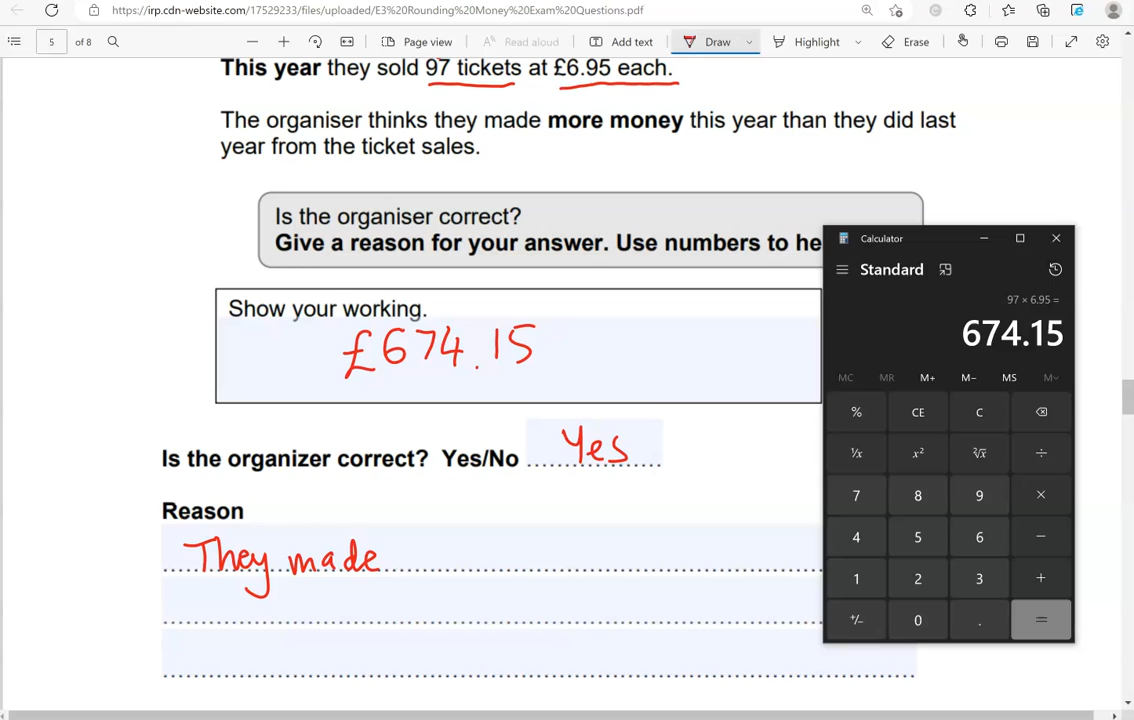 https://irp.cdn-website.com/17529233/files/uploaded/E3%20Rounding%20Money%20Exam%20Questions.pdf
5 of 8 Page view Read aloud Add text Draw Highlight Erase
This year they sold 97 tickets at £6.95 each.
The organiser thinks they made more money this year than they did last
year from the ticket sales.
Is the organiser correct?
Give a reason for your answer. Use numbers to he
Show your working.
£674.15
Is the organizer correct? Yes/No Yes
Reason
They made
Calculator
Standard
97 × 6.95 =
674.15
MC MR M+ M− MS M˅
% CE C
¹/x x² ²√x ÷
7 8 9 ×
4 5 6 −
1 2 3 +
+/− 0 . =